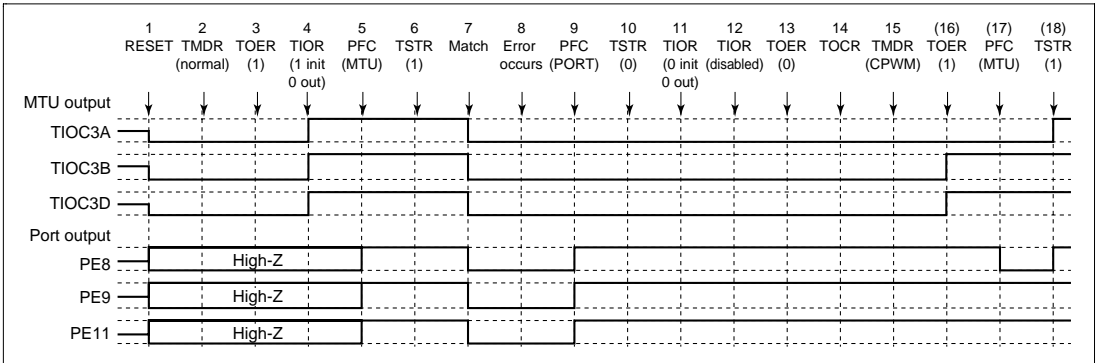 1 2 3 4 5 6 7 8 9 10 11 12 13 14 15 (16) (17) (18)
RESET TMDR TOER TIOR PFC TSTR Match Error PFC TSTR TIOR TIOR TOER TOCR TMDR TOER PFC TSTR
(normal) (1) (1 init (MTU) (1) occurs (PORT) (0) (0 init (disabled) (0) (CPWM) (1) (MTU) (1)
0 out) 0 out)
MTU output
TIOC3A
TIOC3B
TIOC3D
Port output
PE8 High-Z
PE9 High-Z
PE11 High-Z